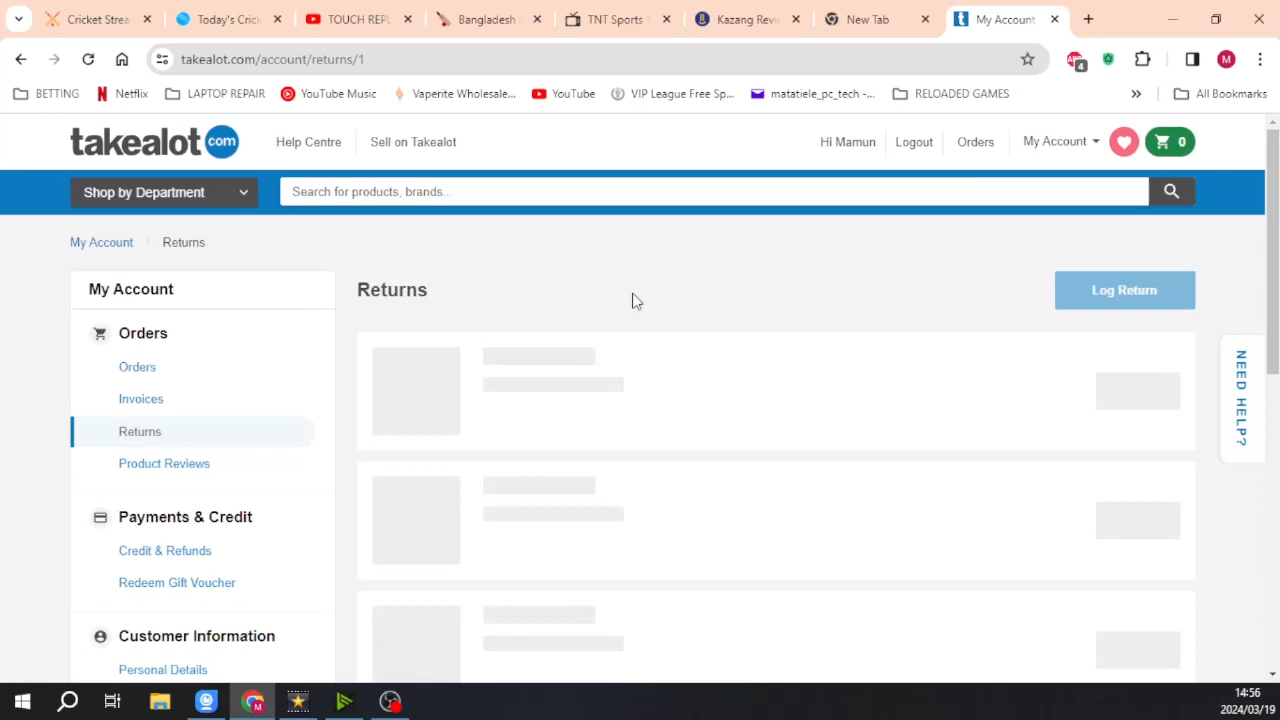 Cricket Strea
Today's Crick
TOUCH REPL
Bangladesh
TNT Sports 1
Kazang Revie
New Tab
My Account
takealot.com/account/returns/1
4
M
BETTING
Netflix
LAPTOP REPAIR
YouTube Music
Vaperite Wholesale...
YouTube
VIP League Free Sp...
matatiele_pc_tech -...
RELOADED GAMES
»
All Bookmarks
takealot com
Help Centre
Sell on Takealot
Hi Mamun
Logout
Orders
My Account
0
Shop by Department
Search for products, brands...
My Account / Returns
My Account
Returns
Log Return
Orders
Orders
Invoices
Returns
Product Reviews
NEED HELP?
Payments & Credit
Credit & Refunds
Redeem Gift Voucher
Customer Information
Personal Details
14:56
2024/03/19